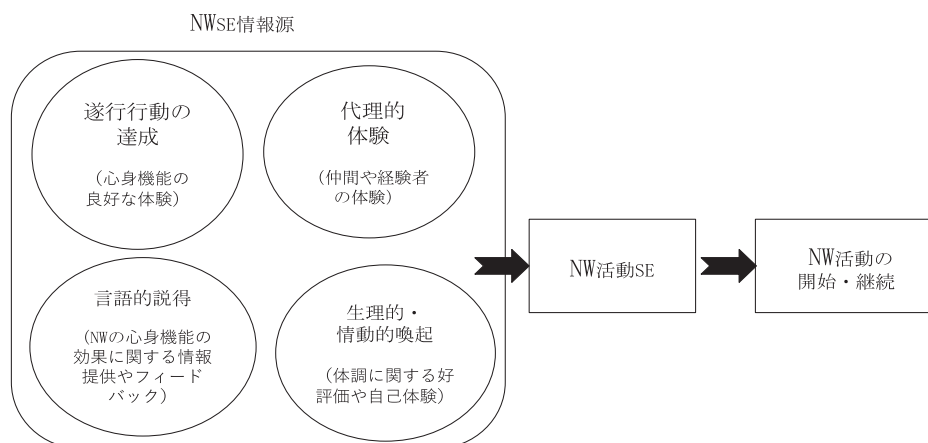 NWSE情報源
遂行行動の
達成
（心身機能の
良好な体験）
代理的
体験
（仲間や経験者
の体験）
言語的説得
（NWの心身機能の
効果に関する情報
提供やフィード
バック）
生理的・
情動的喚起
（体調に関する好
評価や自己体験）
NW活動SE
NW活動の
開始・継続